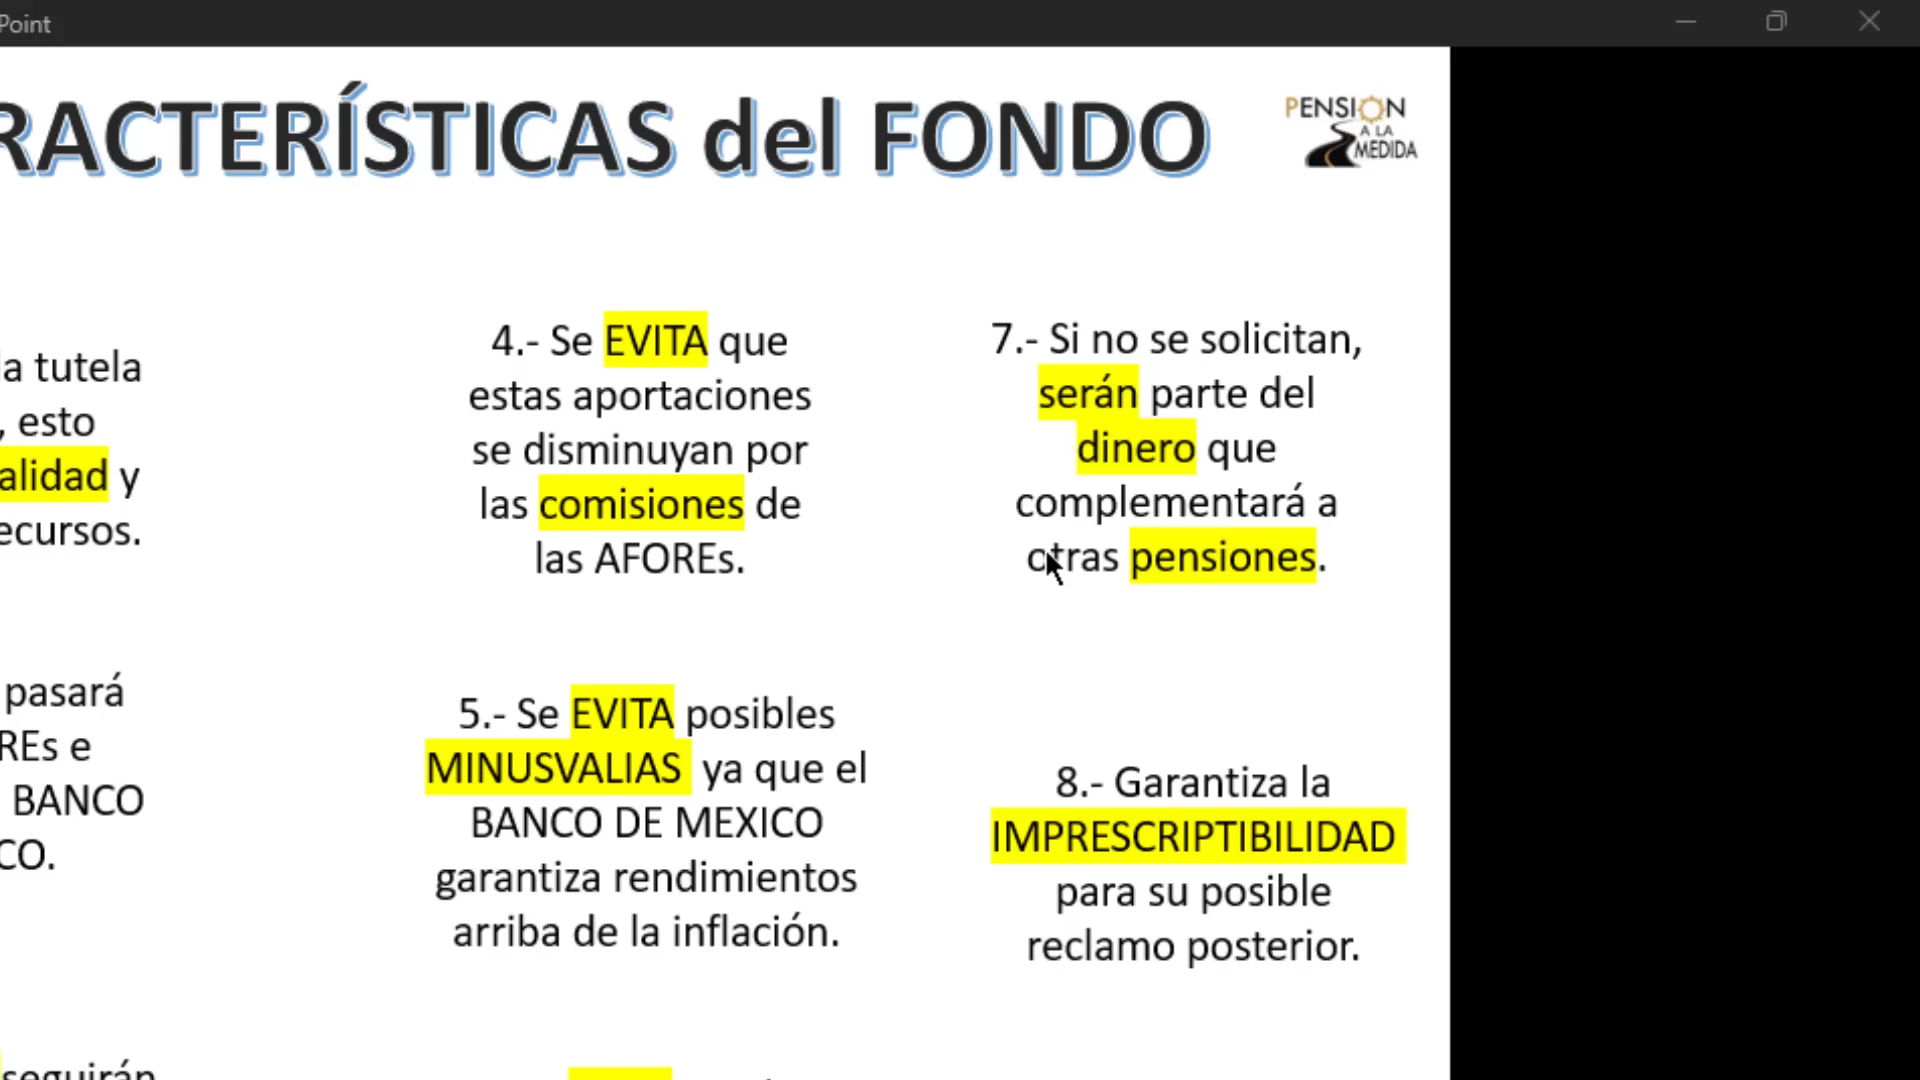 Point
RACTERÍSTICAS del FONDO
PENSION
A LA
MEDIDA
la tutela
, esto
alidad y
ecursos.
pasará
REs e
BANCO
CO.
seguirán
4.- Se EVITA que
estas aportaciones
se disminuyan por
las comisiones de
las AFOREs.
5.- Se EVITA posibles
MINUSVALIAS ya que el
BANCO DE MEXICO
garantiza rendimientos
arriba de la inflación.
7.- Si no se solicitan,
serán parte del
dinero que
complementará a
otras pensiones.
8.- Garantiza la
IMPRESCRIPTIBILIDAD
para su posible
reclamo posterior.